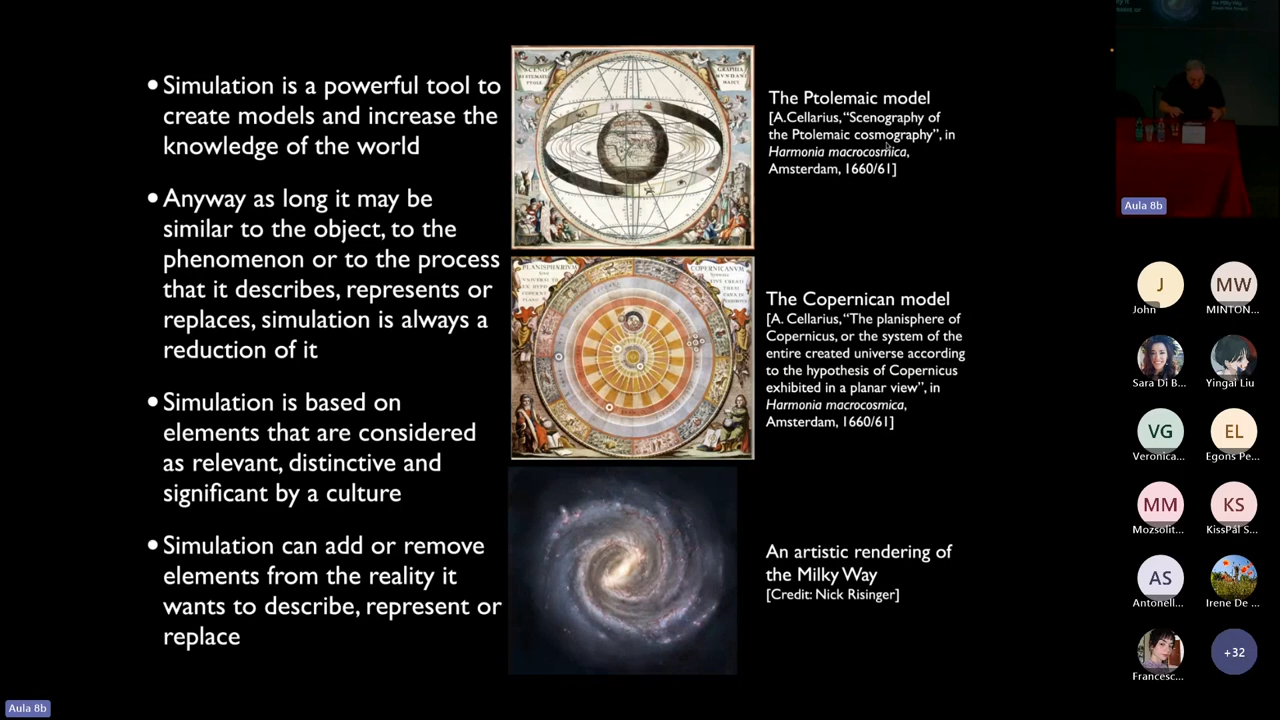 • Simulation is a powerful tool to
create models and increase the
knowledge of the world
• Anyway as long it may be
similar to the object, to the
phenomenon or to the process
that it describes, represents or
replaces, simulation is always a
reduction of it
• Simulation is based on
elements that are considered
as relevant, distinctive and
significant by a culture
• Simulation can add or remove
elements from the reality it
wants to describe, represent or
replace
The Ptolemaic model
[A.Cellarius, “Scenography of
the Ptolemaic cosmography”, in
Harmonia macrocosmica,
Amsterdam, 1660/61]
PLANISPHÆRIUM
COPERNICANUM
The Copernican model
[A. Cellarius, “The planisphere of
Copernicus, or the system of the
entire created universe according
to the hypothesis of Copernicus
exhibited in a planar view”, in
Harmonia macrocosmica,
Amsterdam, 1660/61]
An artistic rendering of
the Milky Way
[Credit: Nick Risinger]
Aula 8b
J
MW
John
MINTON...
Sara Di B...
Yingai Liu
VG
EL
Veronica...
Egons Pe...
MM
KS
Mozsolit...
KissPál S...
AS
Antonell...
Irene De ...
+32
Francesc...
Aula 8b